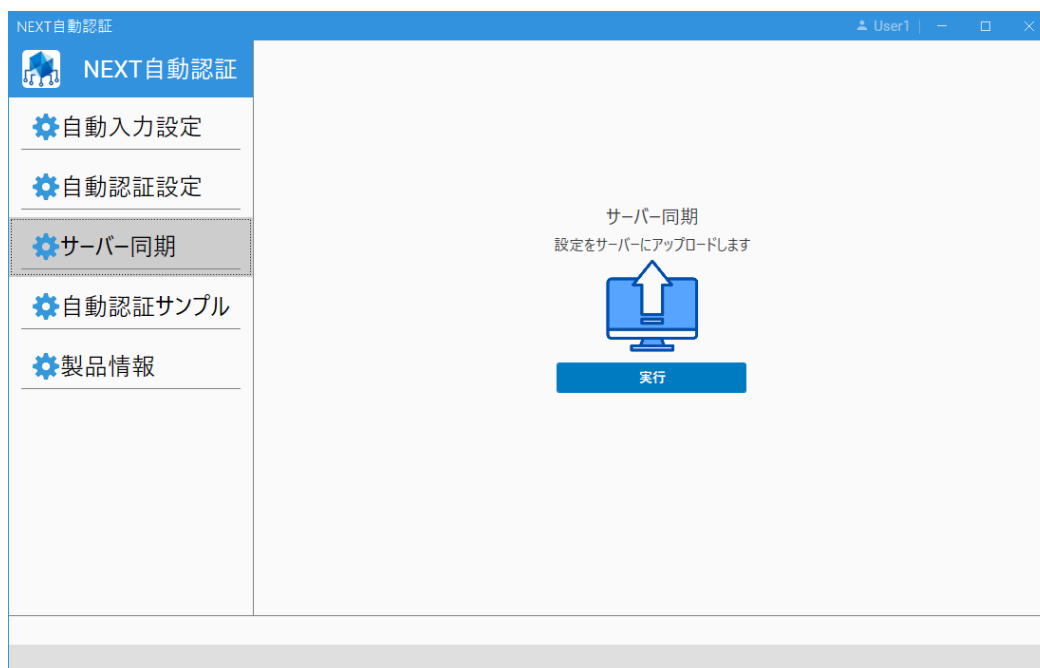 NEXT自動認証
User1
NEXT自動認証
自動入力設定
自動認証設定
サーバー同期
自動認証サンプル
製品情報
サーバー同期
設定をサーバーにアップロードします
実行